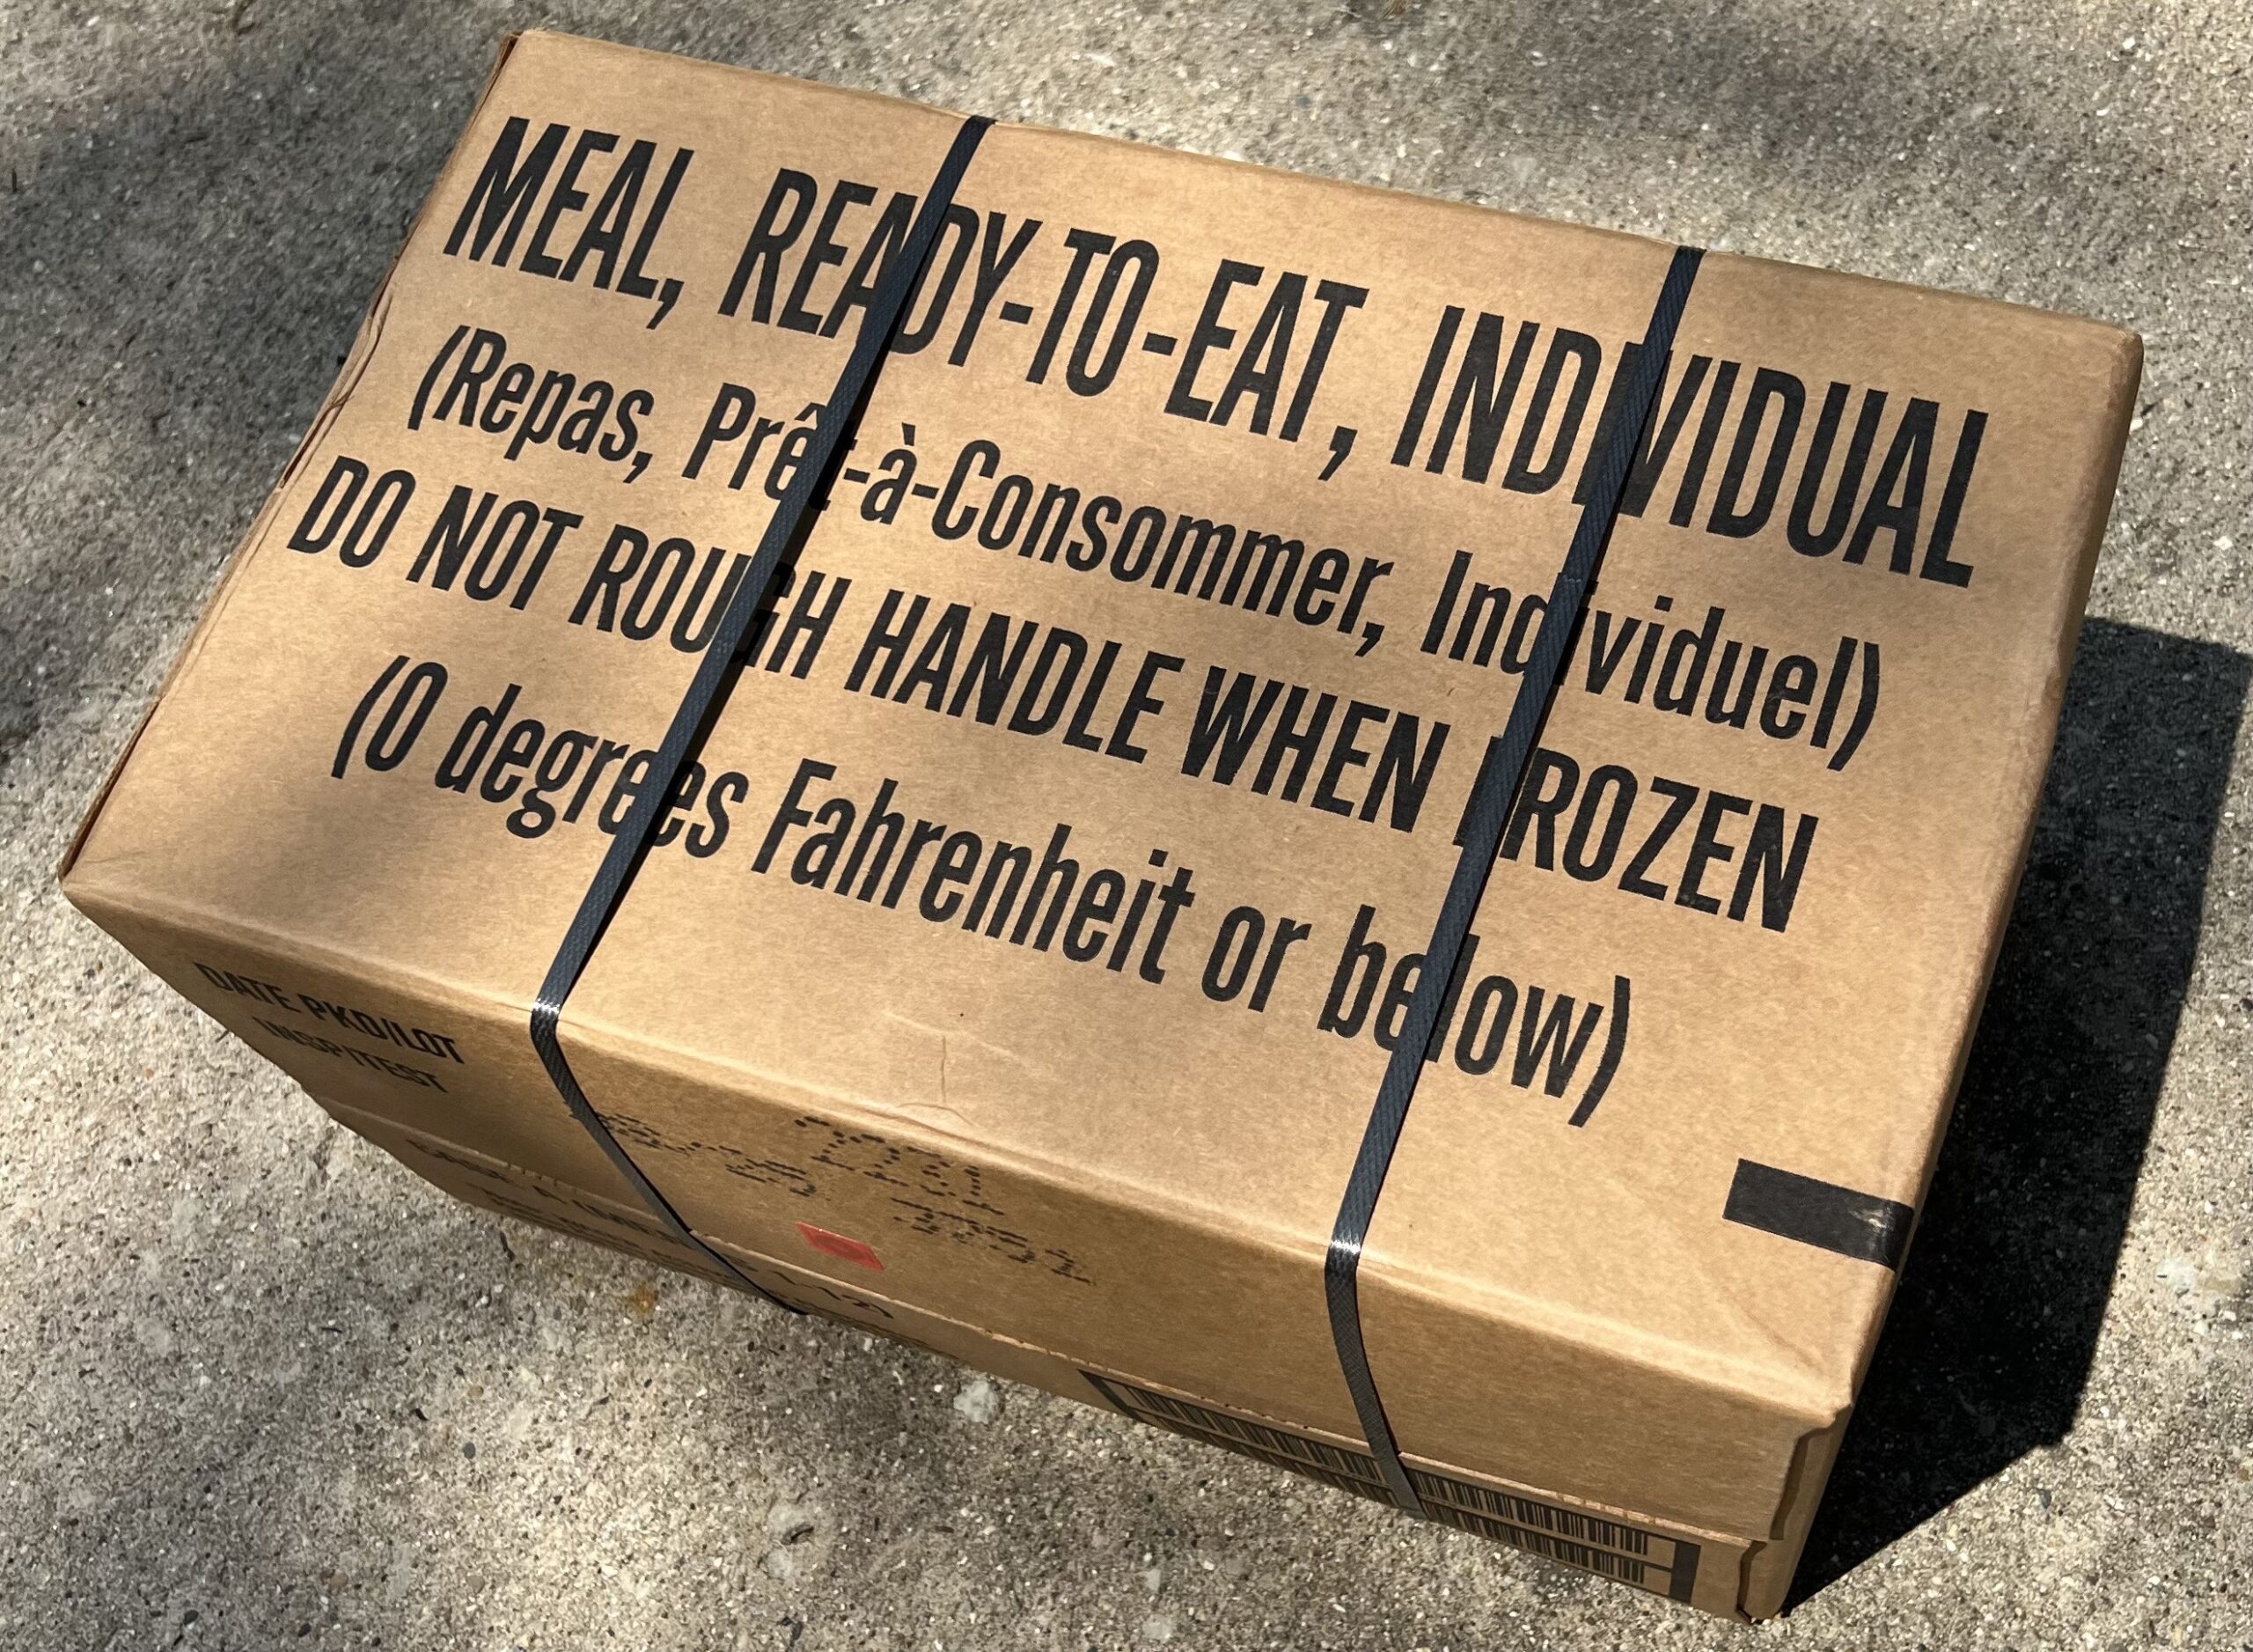 MEAL, READY-TO-EAT, INDIVIDUAL
(Repas, Prêt-à-Consommer, Individuel)
DO NOT ROUGH HANDLE WHEN FROZEN
(0 degrees Fahrenheit or below)
DATE PKD/LOT
INSP/TEST